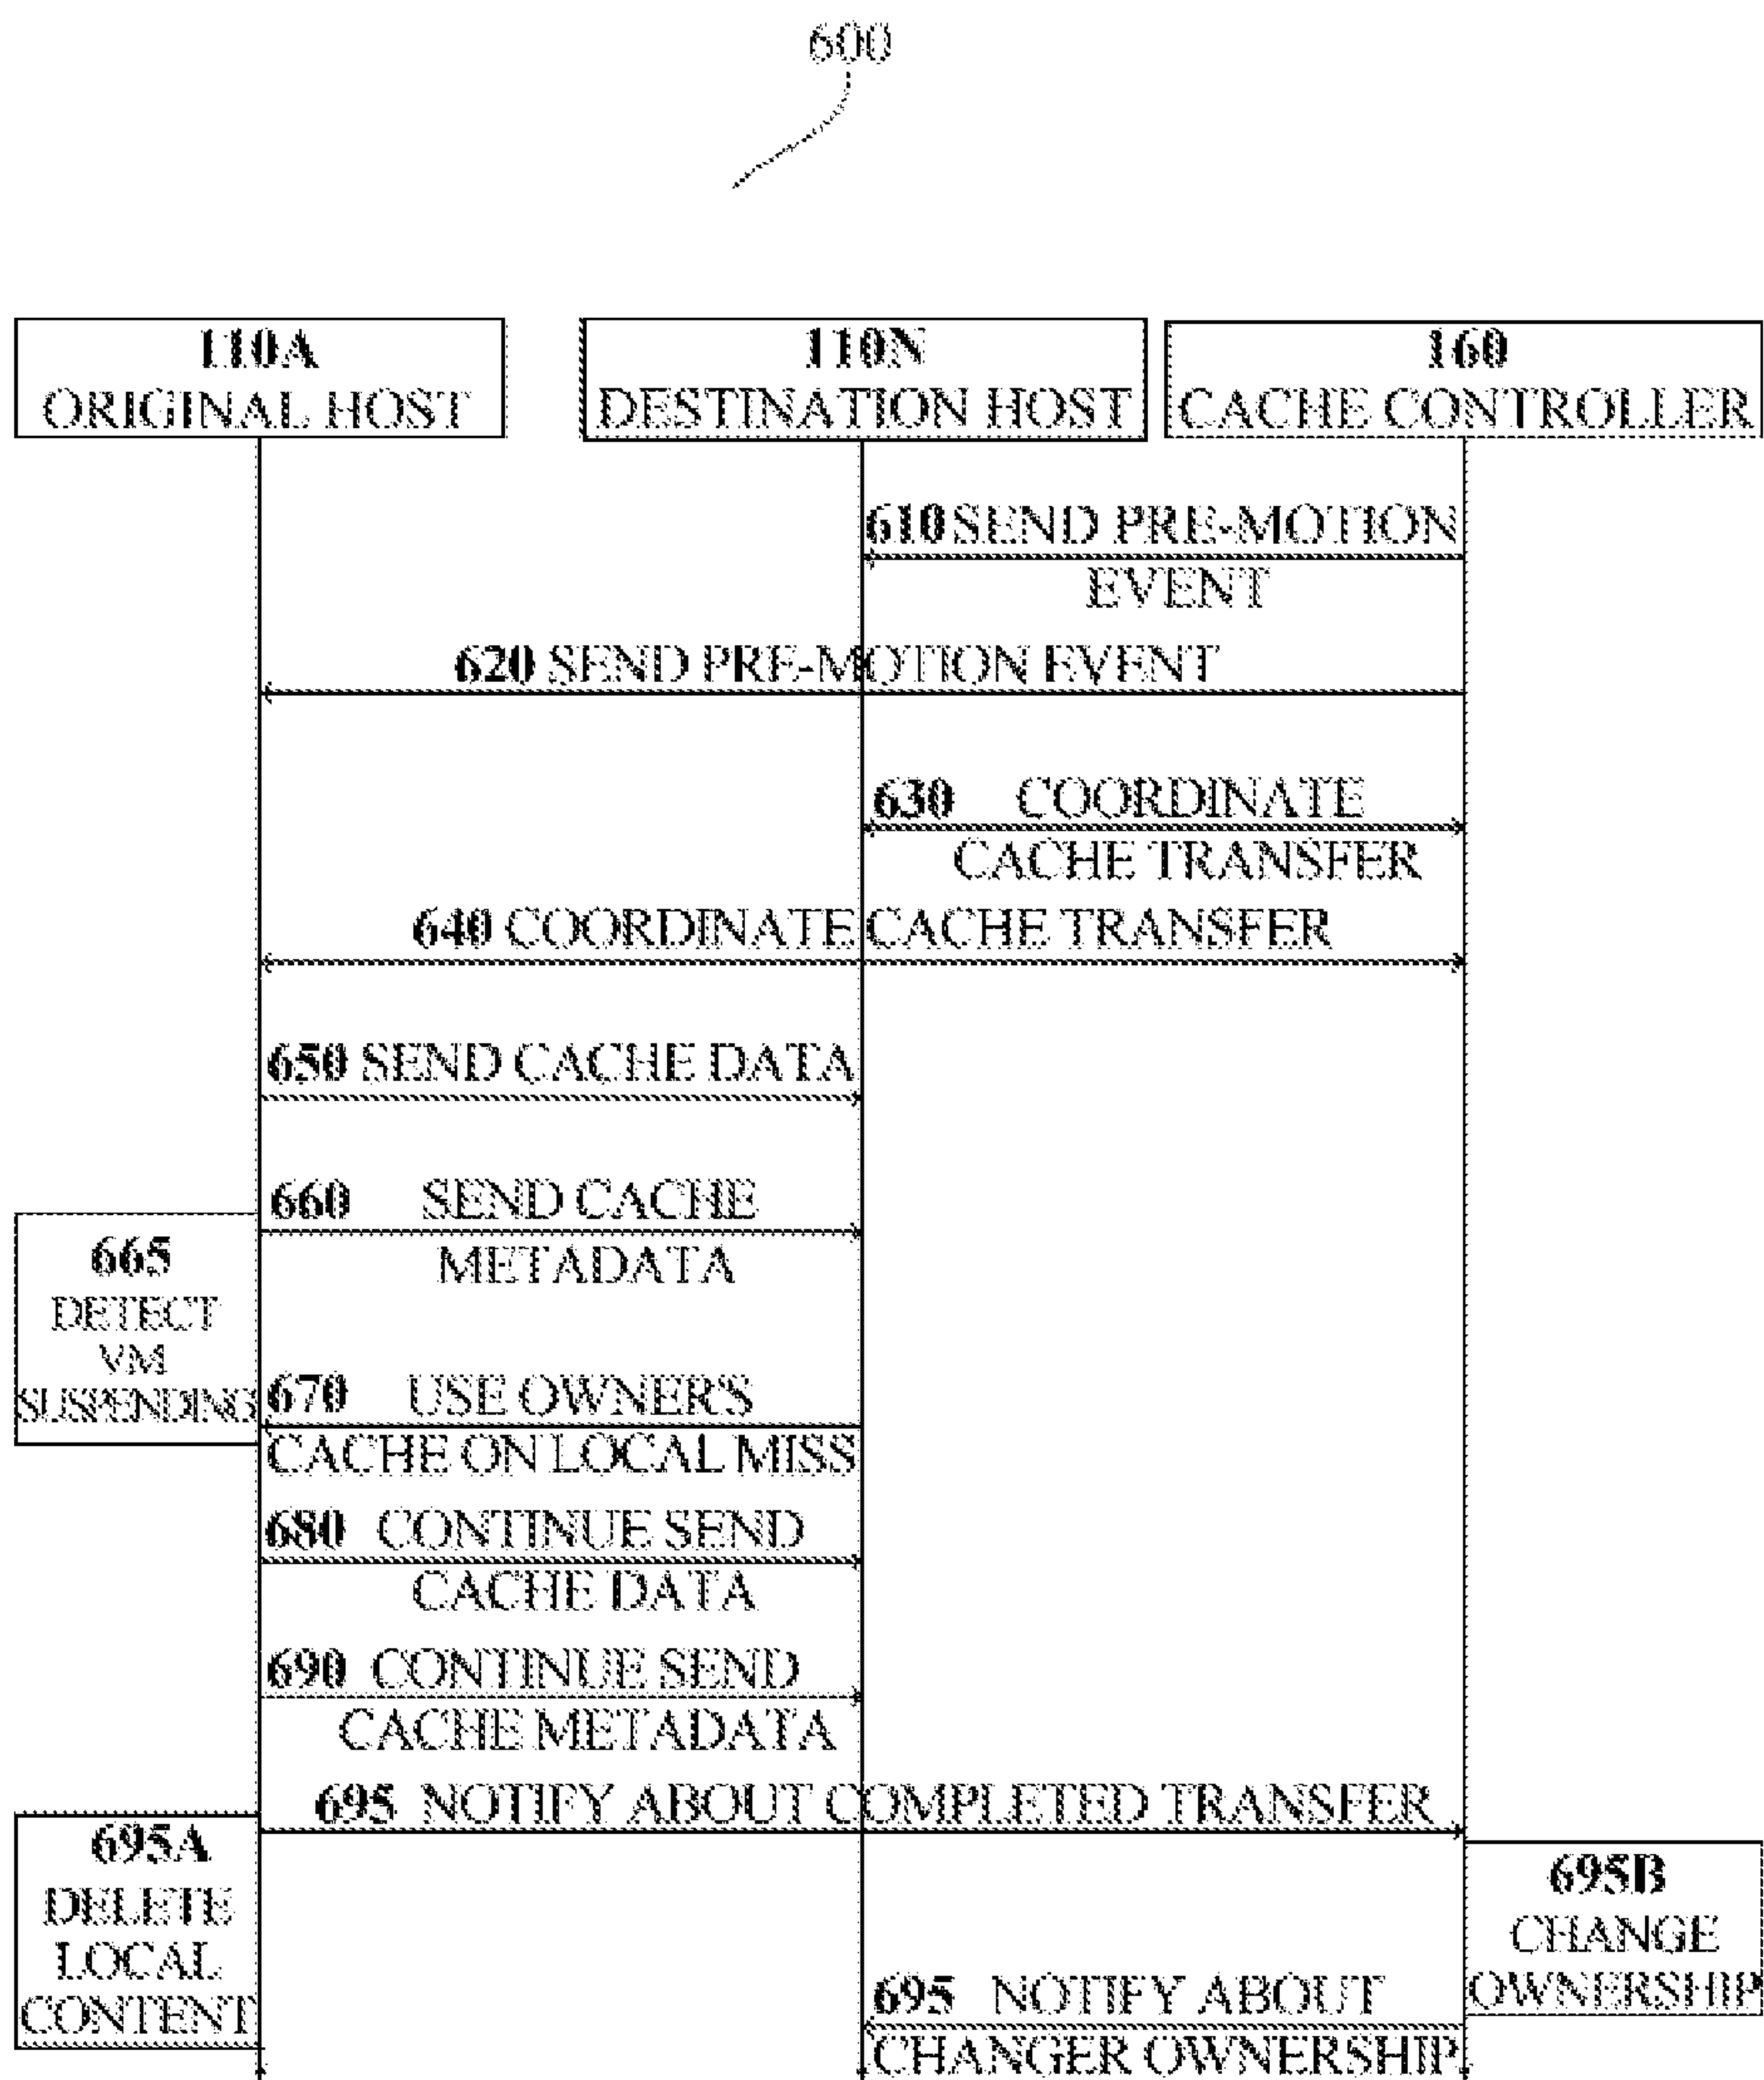 600
110A
ORIGINAL HOST
110N
DESTINATION HOST
160
CACHE CONTROLLER
610 SEND PRE-MOTION
EVENT
620 SEND PRE-MOTION EVENT
630 COORDINATE
CACHE TRANSFER
640 COORDINATE CACHE TRANSFER
650 SEND CACHE DATA
660 SEND CACHE
METADATA
665
DETECT
VM
SUSPENDING
670 USE OWNER'S
CACHE ON LOCAL MISS
680 CONTINUE SEND
CACHE DATA
690 CONTINUE SEND
CACHE METADATA
695 NOTIFY ABOUT COMPLETED TRANSFER
695A
DELETE
LOCAL
CONTENT
695B
CHANGE
OWNERSHIP
695 NOTIFY ABOUT
CHANGER OWNERSHIP